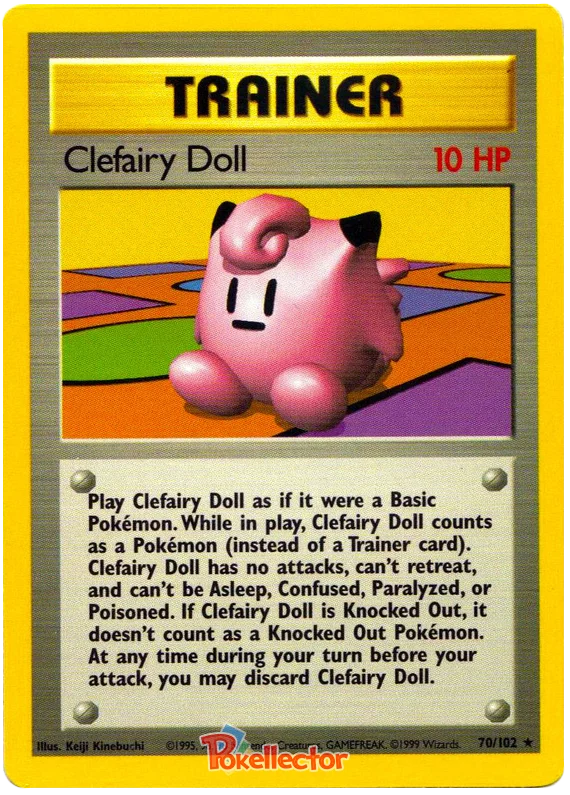 TRAINER
Clefairy Doll 10 HP
Play Clefairy Doll as if it were a Basic
Pokémon. While in play, Clefairy Doll counts
as a Pokémon (instead of a Trainer card).
Clefairy Doll has no attacks, can't retreat,
and can't be Asleep, Confused, Paralyzed, or
Poisoned. If Clefairy Doll is Knocked Out, it
doesn't count as a Knocked Out Pokémon.
At any time during your turn before your
attack, you may discard Clefairy Doll.
Illus. Keiji Kinebuchi ©1995, Creatures, GAMEFREAK. ©1999 Wizards. 70/102 ★
Pokellector